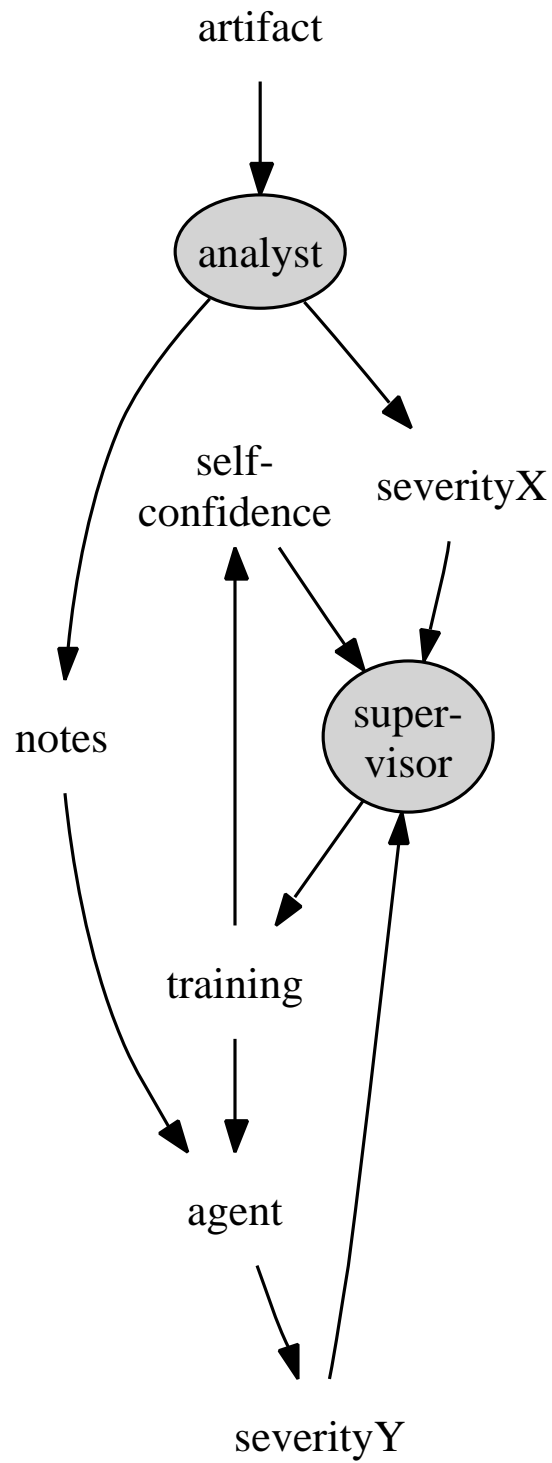 artifact
analyst
self-
confidence
severityX
super-
visor
notes
training
agent
severityY